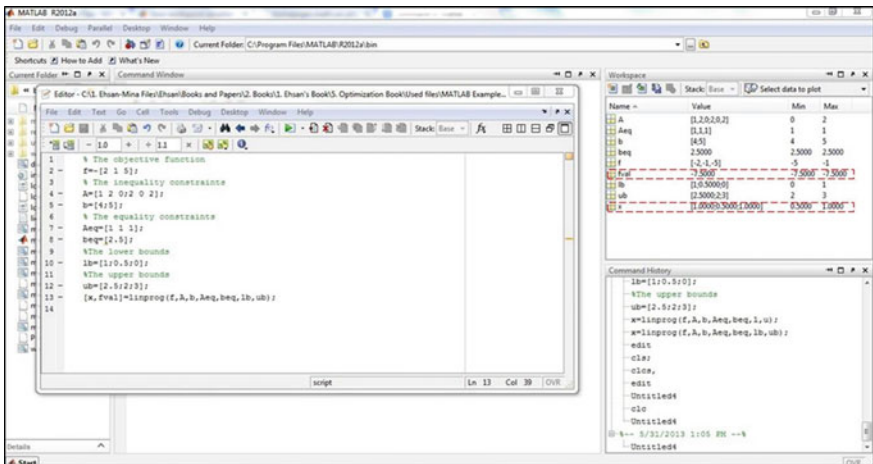 MATLAB R2012a
File Edit Debug Parallel Desktop Window Help
Current Folder: C:\Program Files\MATLAB\R2012a\bin
Shortcuts How to Add What's New
Current Folder
Command Window
Editor - C:\1. Ehsan-Mina Files\Ehsan\Books and Papers\2. Books\1. Ehsan's Book\5. Optimization Book\Used files\MATLAB Example...
File Edit Text Go Cell Tools Debug Desktop Window Help
Stack: Base
- 1.0 + ÷ 1.1 ×
1 % The objective function
2 - f=-[2 1 5];
3 % The inequality constraints
4 - A=[1 2 0;2 0 2];
5 - b=[4;5];
6 % The equality constraints
7 - Aeq=[1 1 1];
8 - beq=[2.5];
9 %The lower bounds
10 - lb=[1;0.5;0];
11 %The upper bounds
12 - ub=[2.5;2;3];
13 - [x,fval]=linprog(f,A,b,Aeq,beq,lb,ub);
14
script Ln 13 Col 39 OVR
Details
Start
Workspace
Stack: Base Select data to plot
Name Value Min Max
A [1,2,0;2,0,2] 0 2
Aeq [1,1,1] 1 1
b [4;5] 4 5
beq 2.5000 2.5000 2.5000
f [-2,-1,-5] -5 -1
fval -7.5000 -7.5000 -7.5000
lb [1;0.5000;0] 0 1
ub [2.5000;2;3] 2 3
x [1.0000;0.5000;1.0000] 0.5000 1.0000
Command History
lb=[1;0.5;0];
%The upper bounds
ub=[2.5;2;3];
x=linprog(f,A,b,Aeq,beq,l,u);
x=linprog(f,A,b,Aeq,beq,lb,ub);
edit
cls;
clcs,
edit
Untitled4
clc
Untitled4
%-- 5/31/2013 1:05 PM --%
Untitled4
OVR